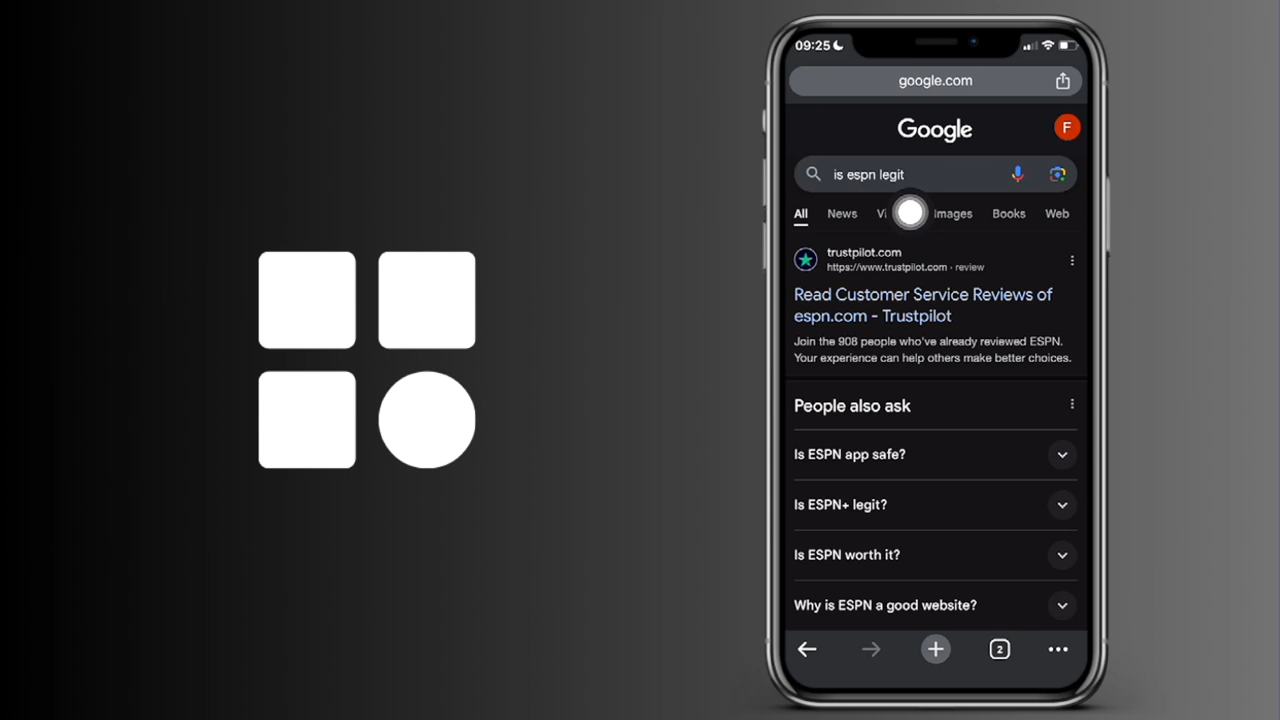 09:25
google.com
Google
F
is espn legit
All News Vi Images Books Web
trustpilot.com
https://www.trustpilot.com › review
Read Customer Service Reviews of
espn.com - Trustpilot
Join the 908 people who've already reviewed ESPN.
Your experience can help others make better choices.
People also ask
Is ESPN app safe?
Is ESPN+ legit?
Is ESPN worth it?
Why is ESPN a good website?
2